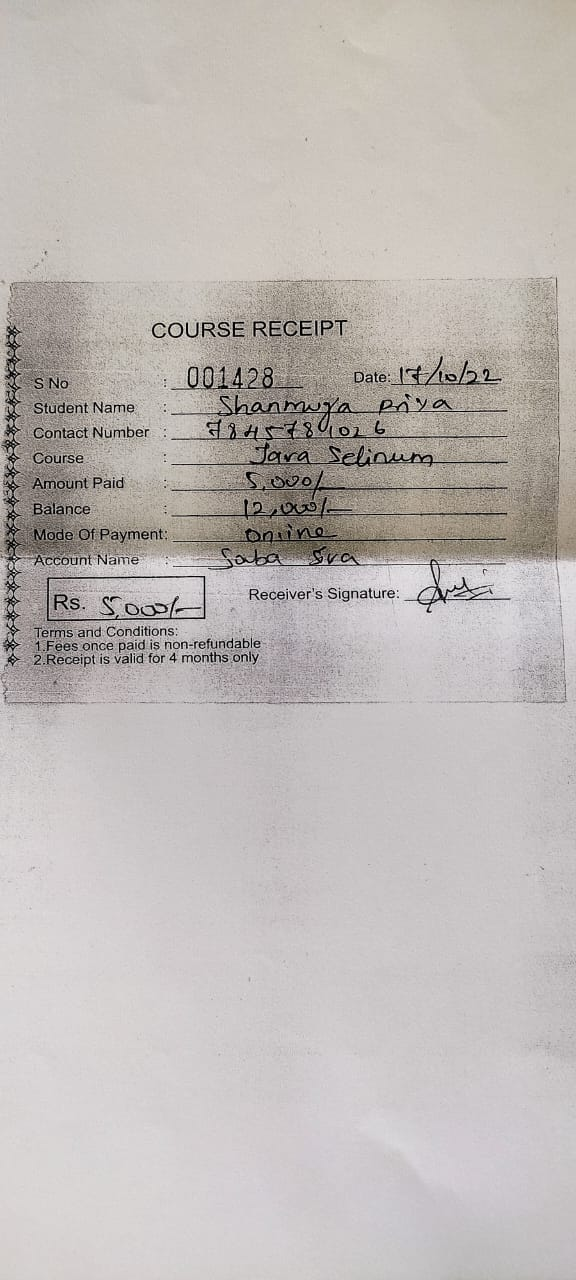 COURSE RECEIPT
S No : 001428 Date: 17/10/22
Student Name : Shanmuga Priya
Contact Number : 7845784026
Course : Java Selinum
Amount Paid : 5,000/-
Balance : 12,000/-
Mode Of Payment: Online
Account Name : Saba Sva
Rs. 5,000/- Receiver's Signature:
Terms and Conditions:
1.Fees once paid is non-refundable
2.Receipt is valid for 4 months only